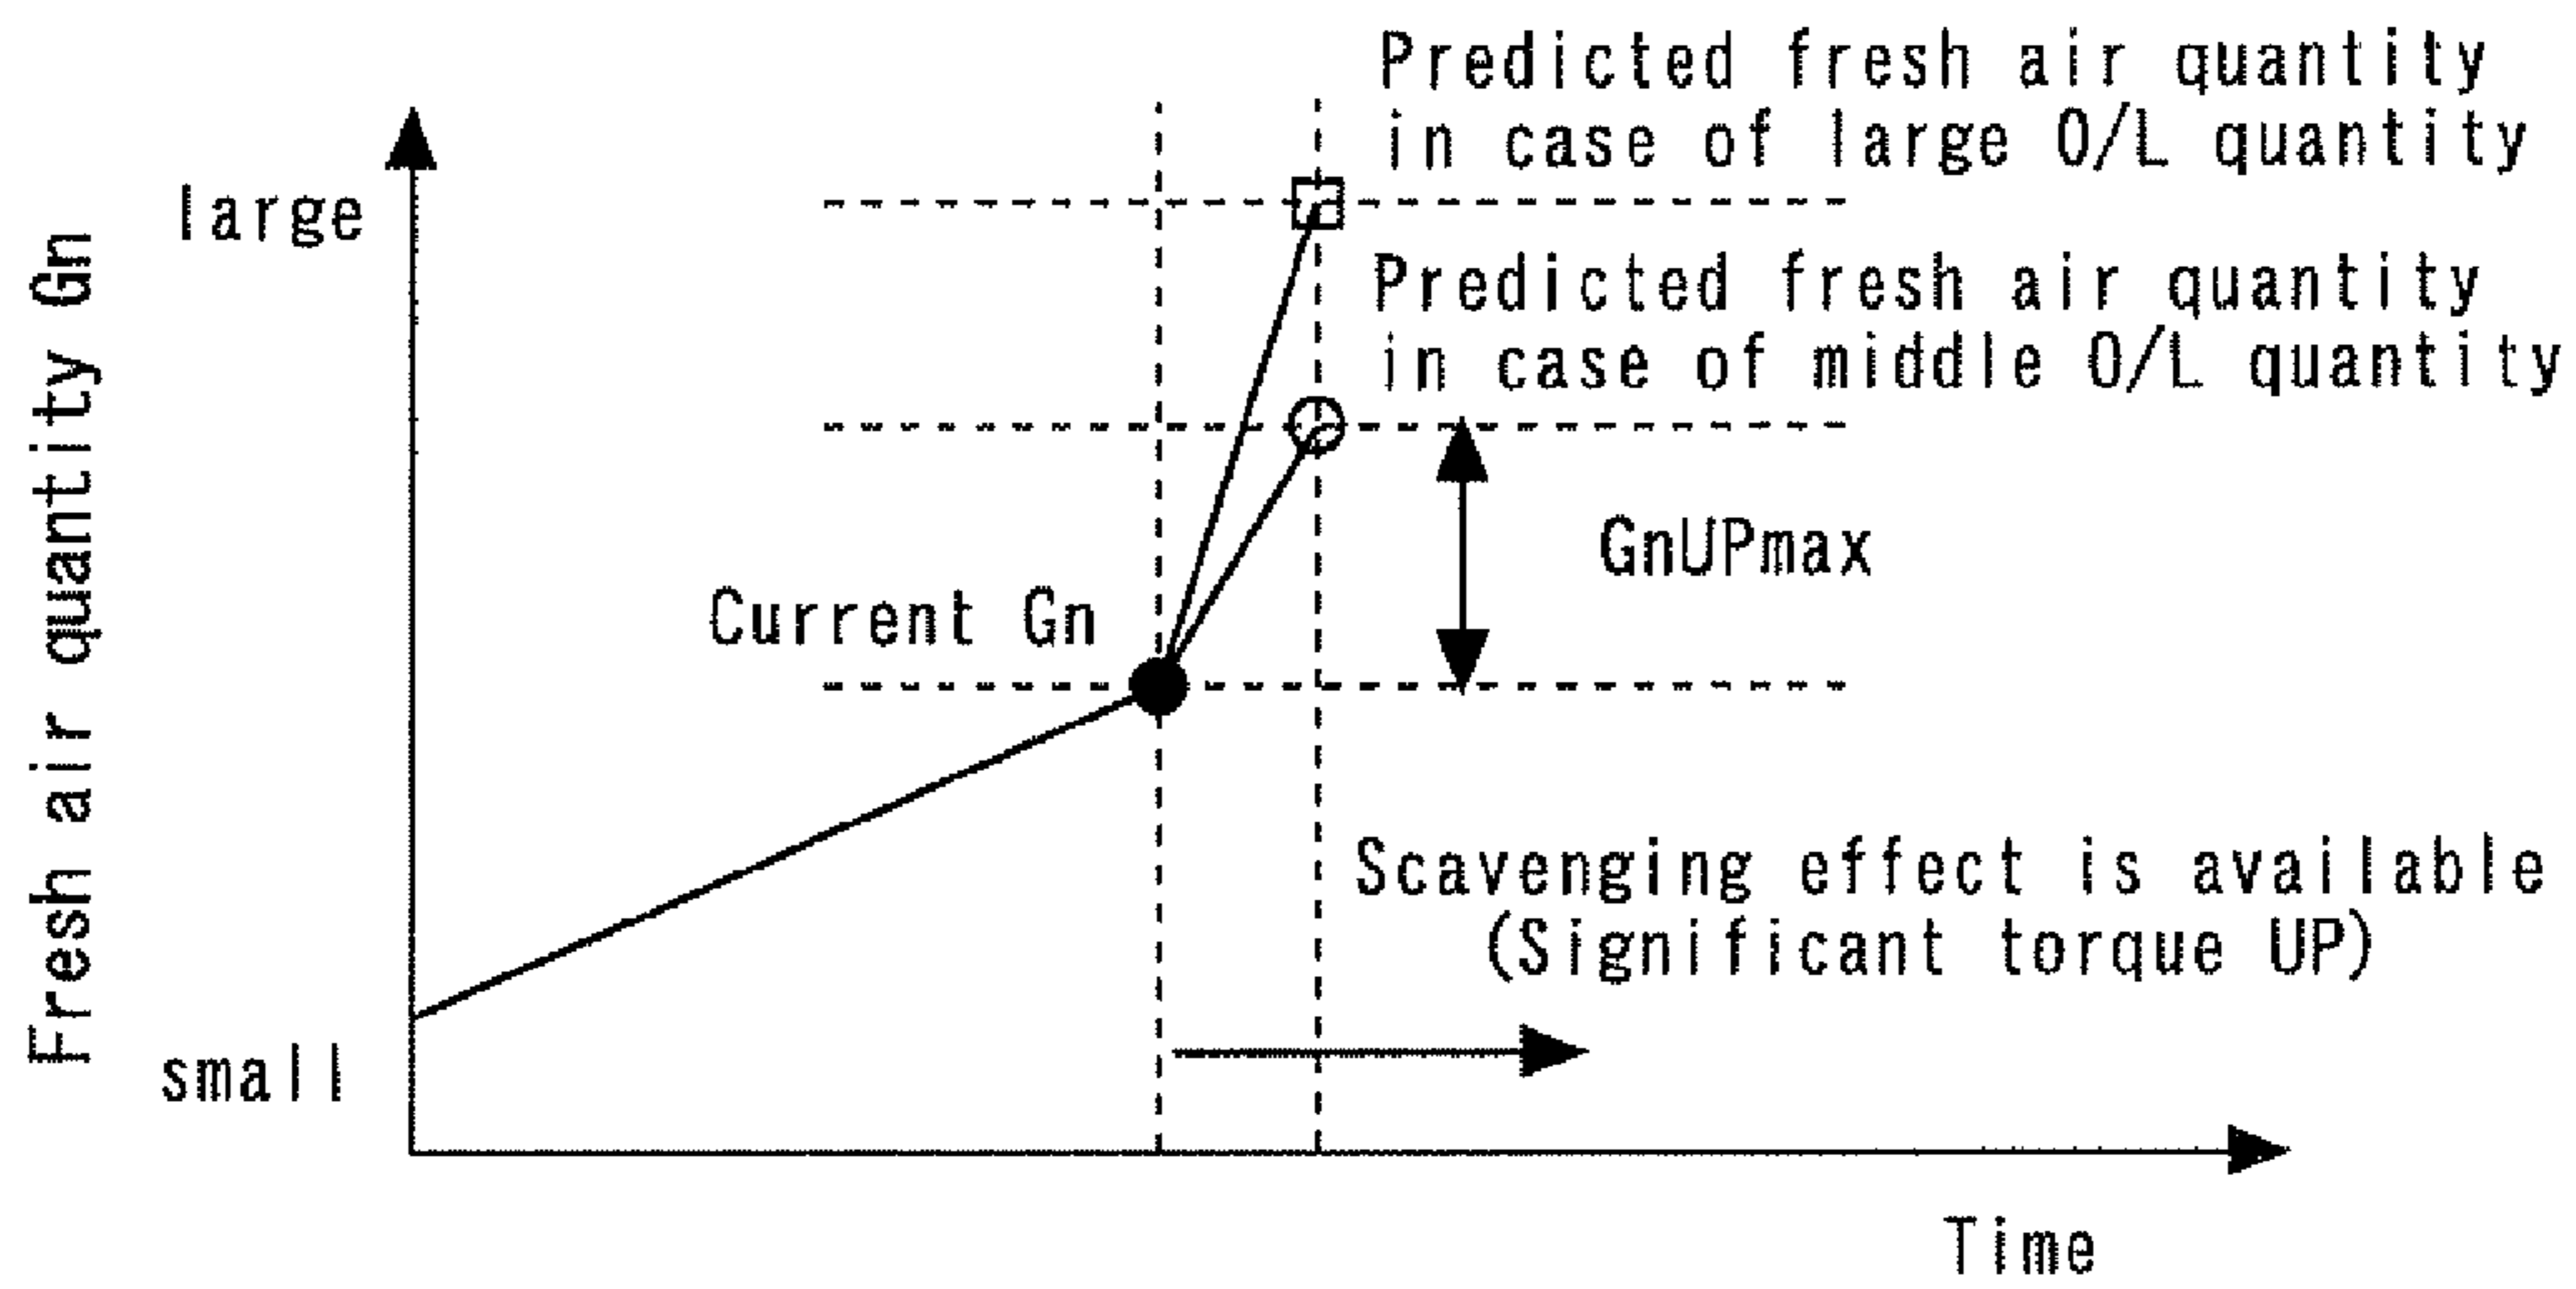 Predicted fresh air quantity
in case of large O/L quantity
large
Predicted fresh air quantity
in case of middle O/L quantity
Fresh air quantity Gn
GnUPmax
Current Gn
Scavenging effect is available
(Significant torque UP)
small
Time